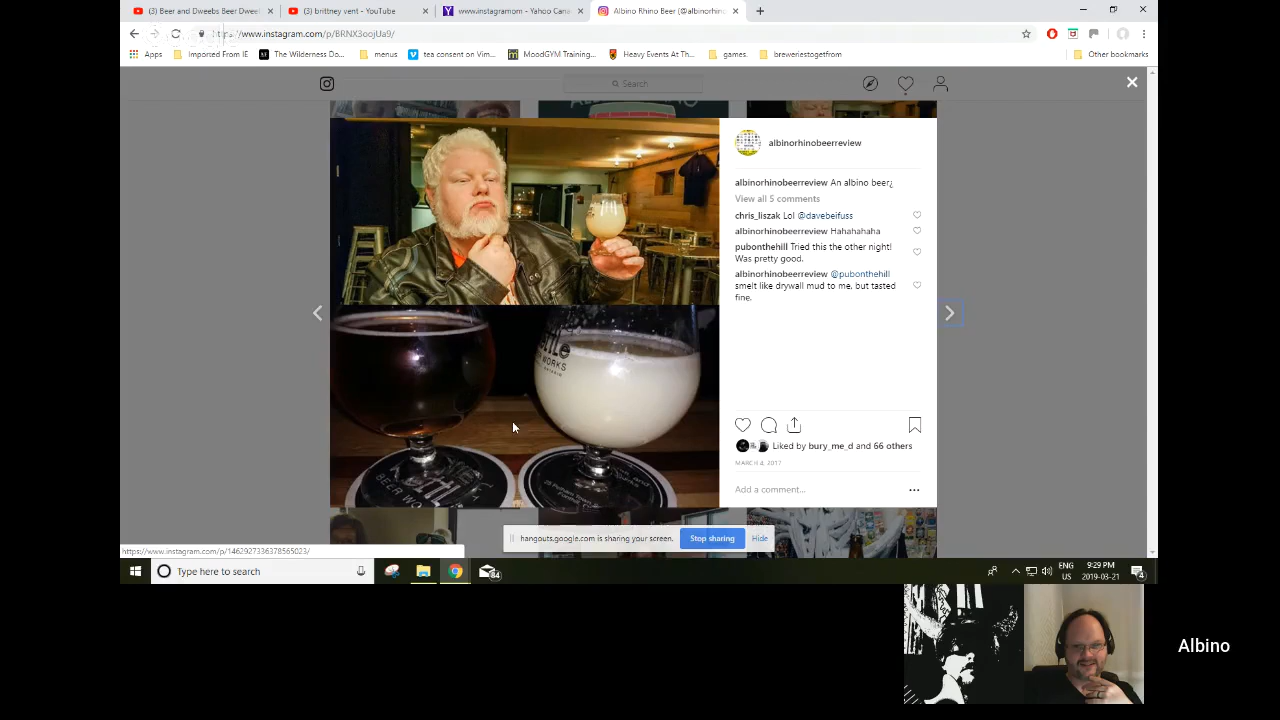 (3) Beer and Dweebs Beer Dweeb
(3) brittney vent - YouTube
www.instagramom - Yahoo Cana
Albino Rhino Beer (@albinorhin
https://www.instagram.com/p/BRNX3oojUa9/
Apps
Imported From IE
The Wilderness Do...
menus
tea consent on Vim...
MoodGYM Training...
Heavy Events At Th...
games.
breweriestogetfrom
Other bookmarks
Search
albinorhinobeerreview
albinorhinobeerreview An albino beer¿
View all 5 comments
chris_liszak Lol @davebeifuss
albinorhinobeerreview Hahahahaha
pubonthehill Tried this the other night!
Was pretty good.
albinorhinobeerreview @pubonthehill
smelt like drywall mud to me, but tasted
fine.
Liked by bury_me_d and 66 others
MARCH 4, 2017
Add a comment...
hangouts.google.com is sharing your screen.
Stop sharing
Hide
https://www.instagram.com/p/1462927336378565023/
Type here to search
84
ENG
US
9:29 PM
2019-03-21
4
Albino